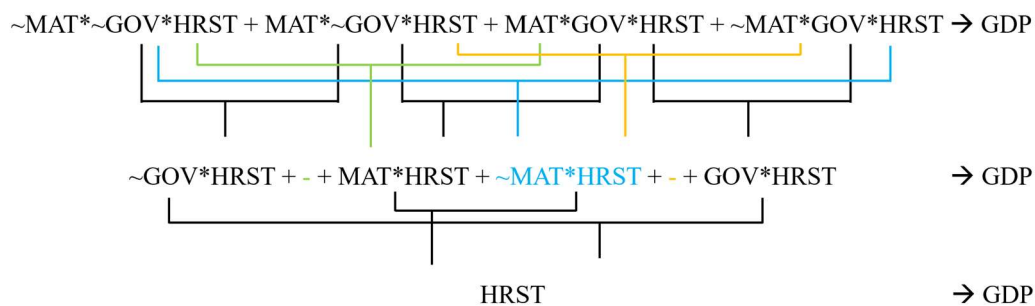 ~MAT*~GOV*HRST + MAT*~GOV*HRST + MAT*GOV*HRST + ~MAT*GOV*HRST → GDP
~GOV*HRST + - + MAT*HRST + ~MAT*HRST + - + GOV*HRST → GDP
HRST → GDP